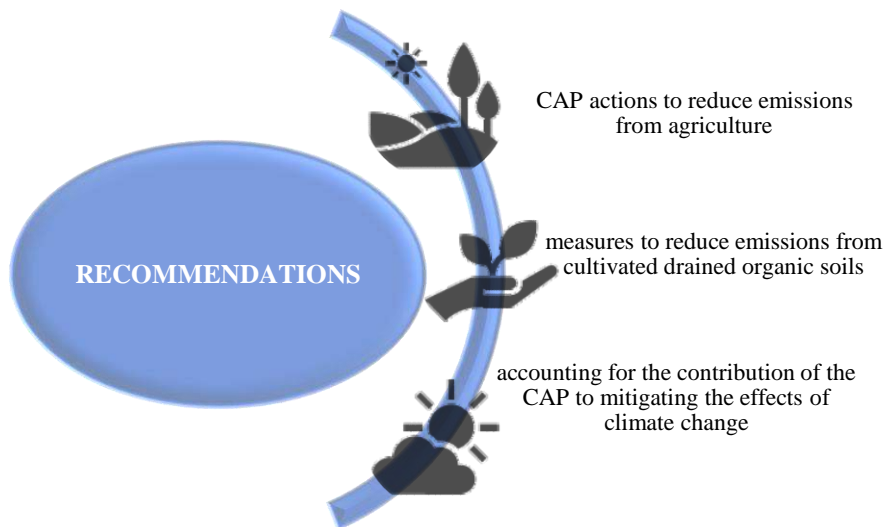 RECOMMENDATIONS
CAP actions to reduce emissions
from agriculture
measures to reduce emissions from
cultivated drained organic soils
accounting for the contribution of the
CAP to mitigating the effects of
climate change